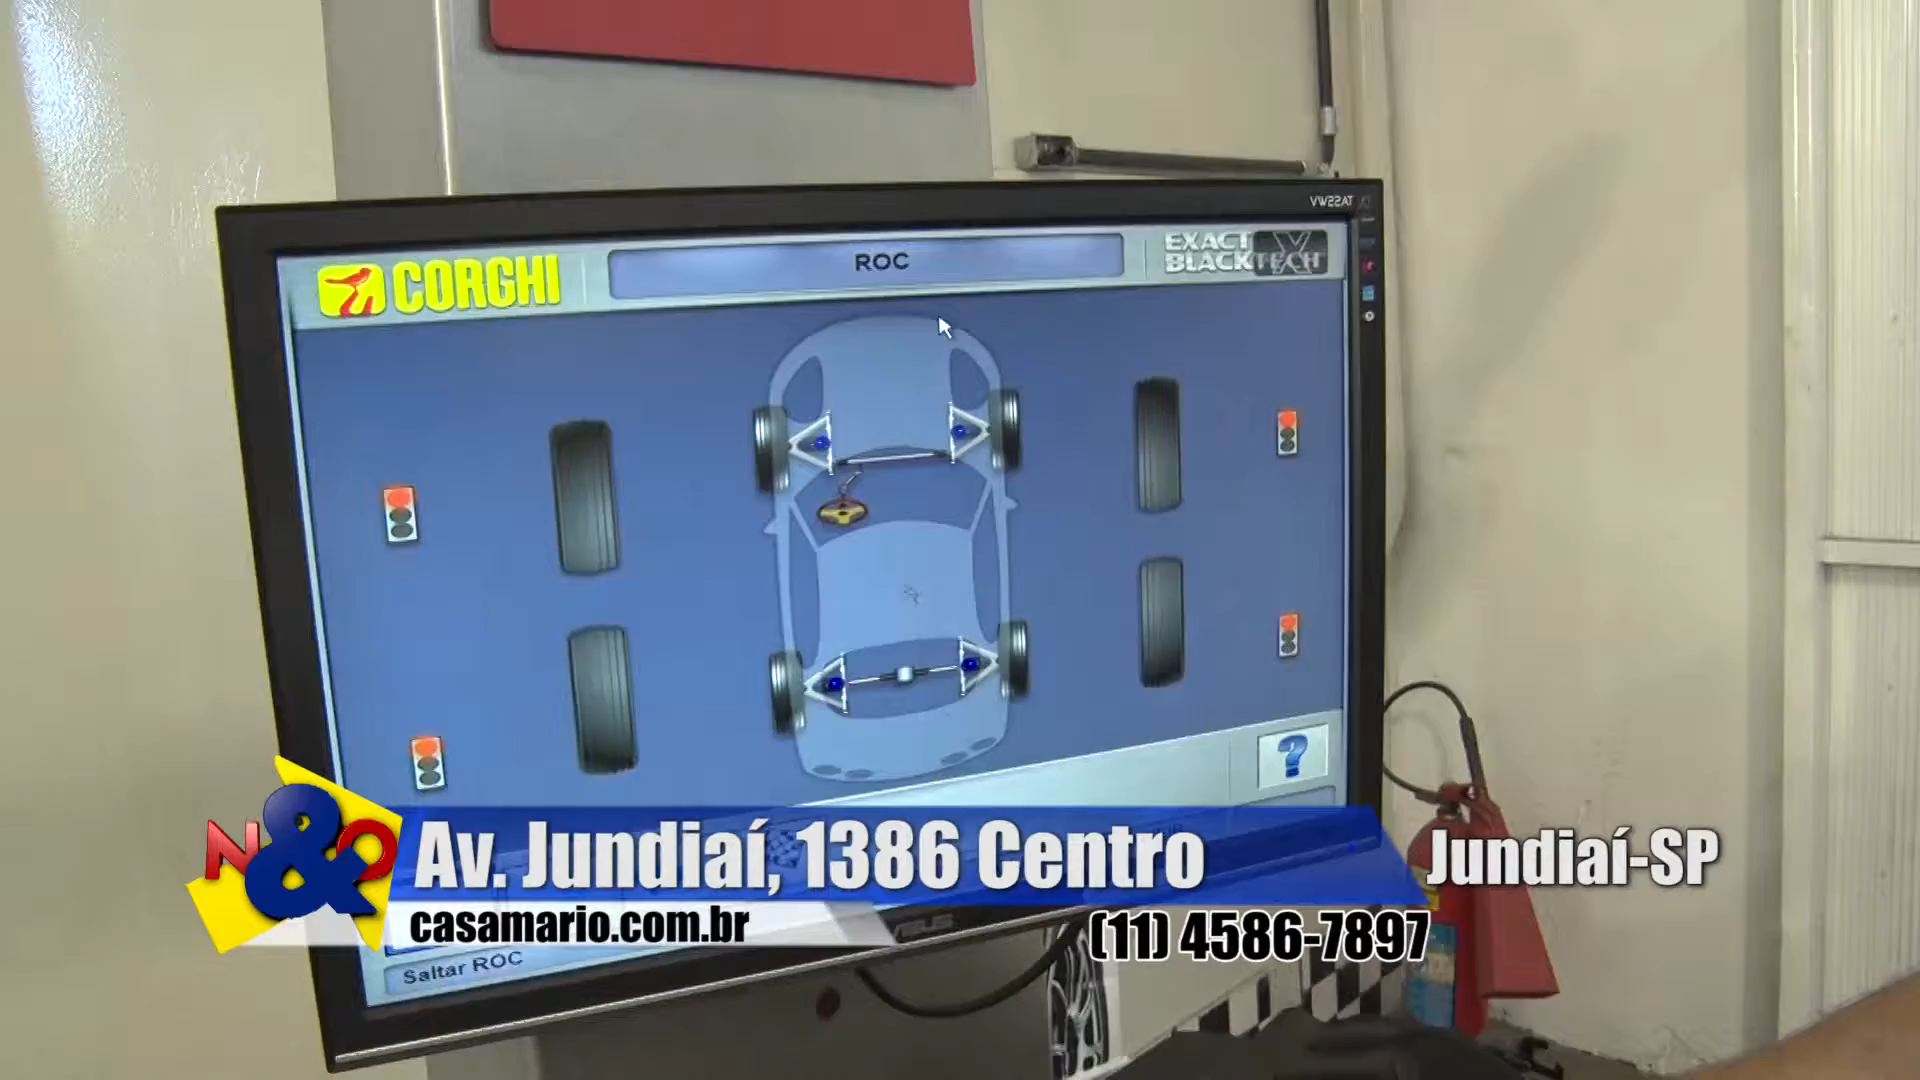 VW22AT
CORGHI
ROC
EXACT
BLACKTECH
?
N&O
Av. Jundiaí, 1386 Centro
Jundiaí-SP
casamario.com.br
(11) 4586-7897
ASUS
Saltar ROC